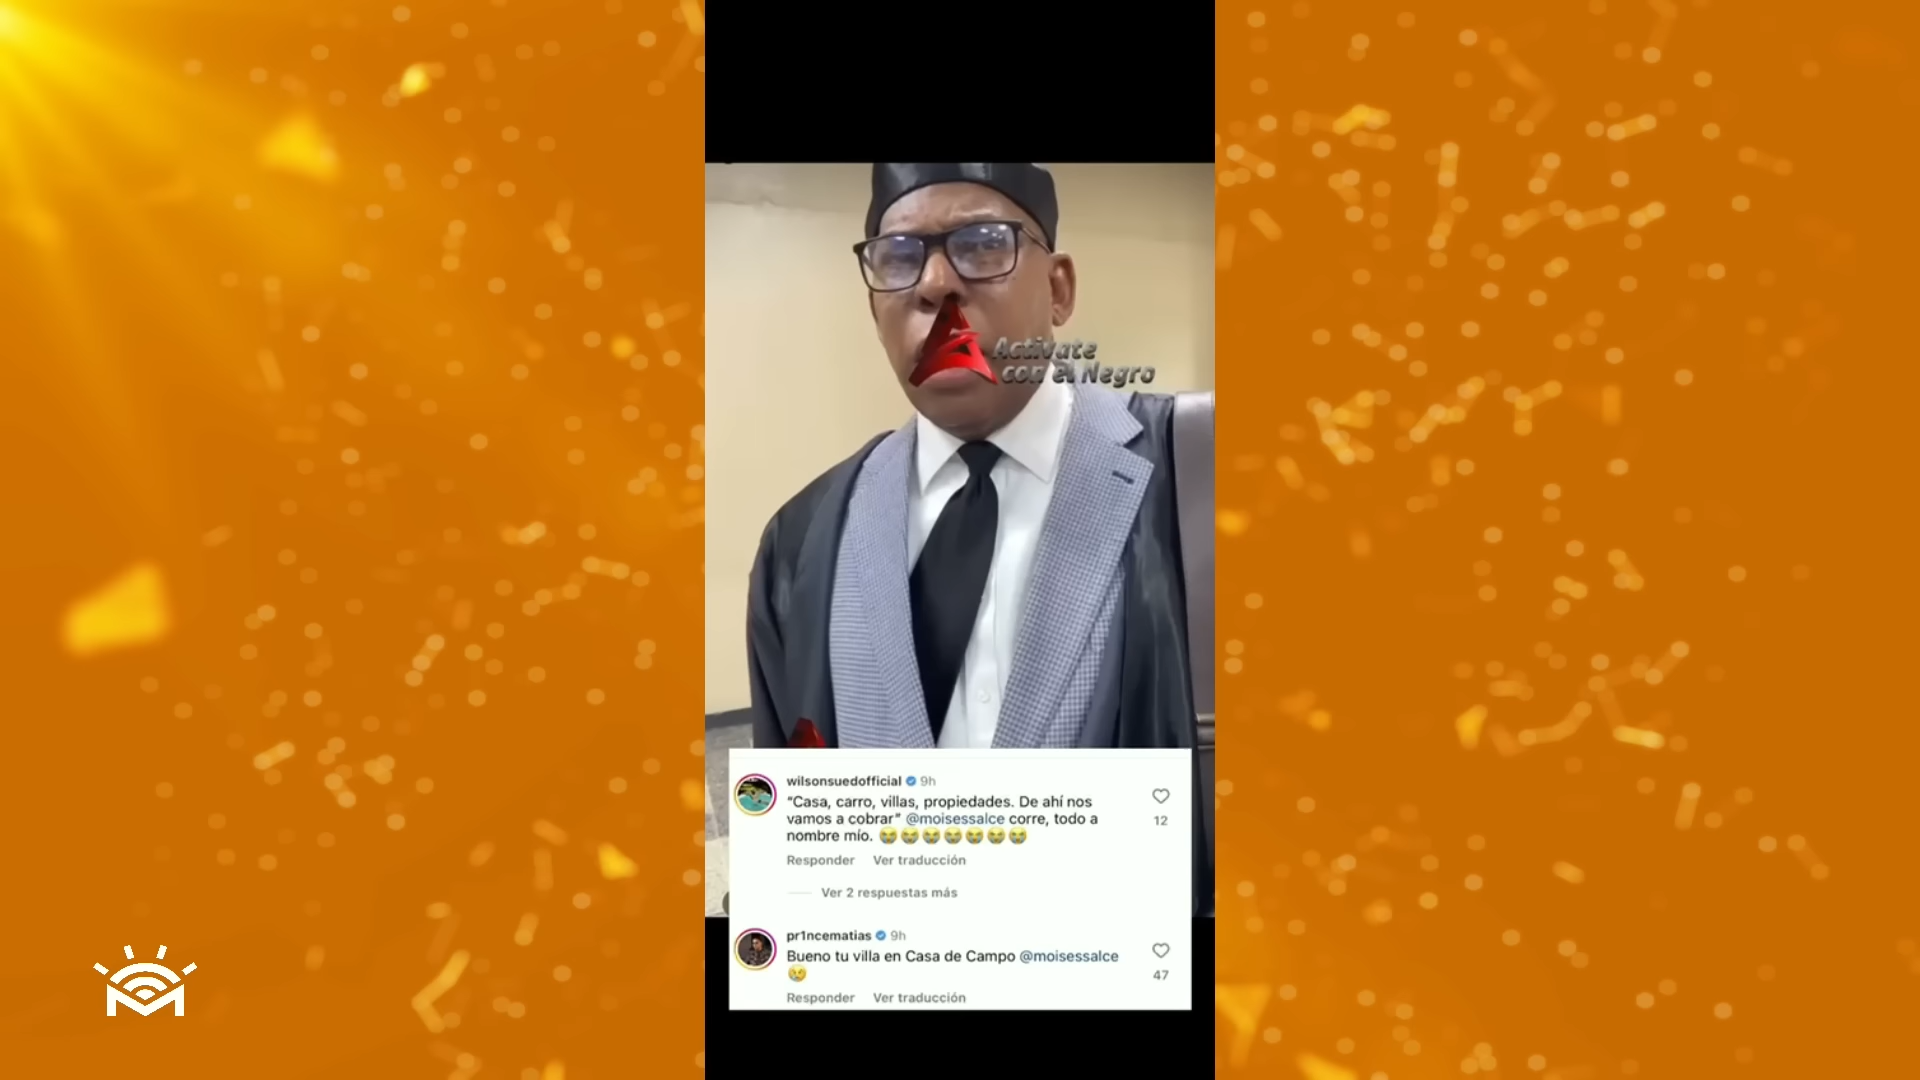 Activate
con el Negro
wilsonsuedofficial 9h
“Casa, carro, villas, propiedades. De ahí nos
vamos a cobrar” @moisessalce corre, todo a
nombre mío. 😭😭😭😭😭😭😭
12
Responder Ver traducción
Ver 2 respuestas más
pr1ncematias 9h
Bueno tu villa en Casa de Campo @moisessalce
😢
47
Responder Ver traducción